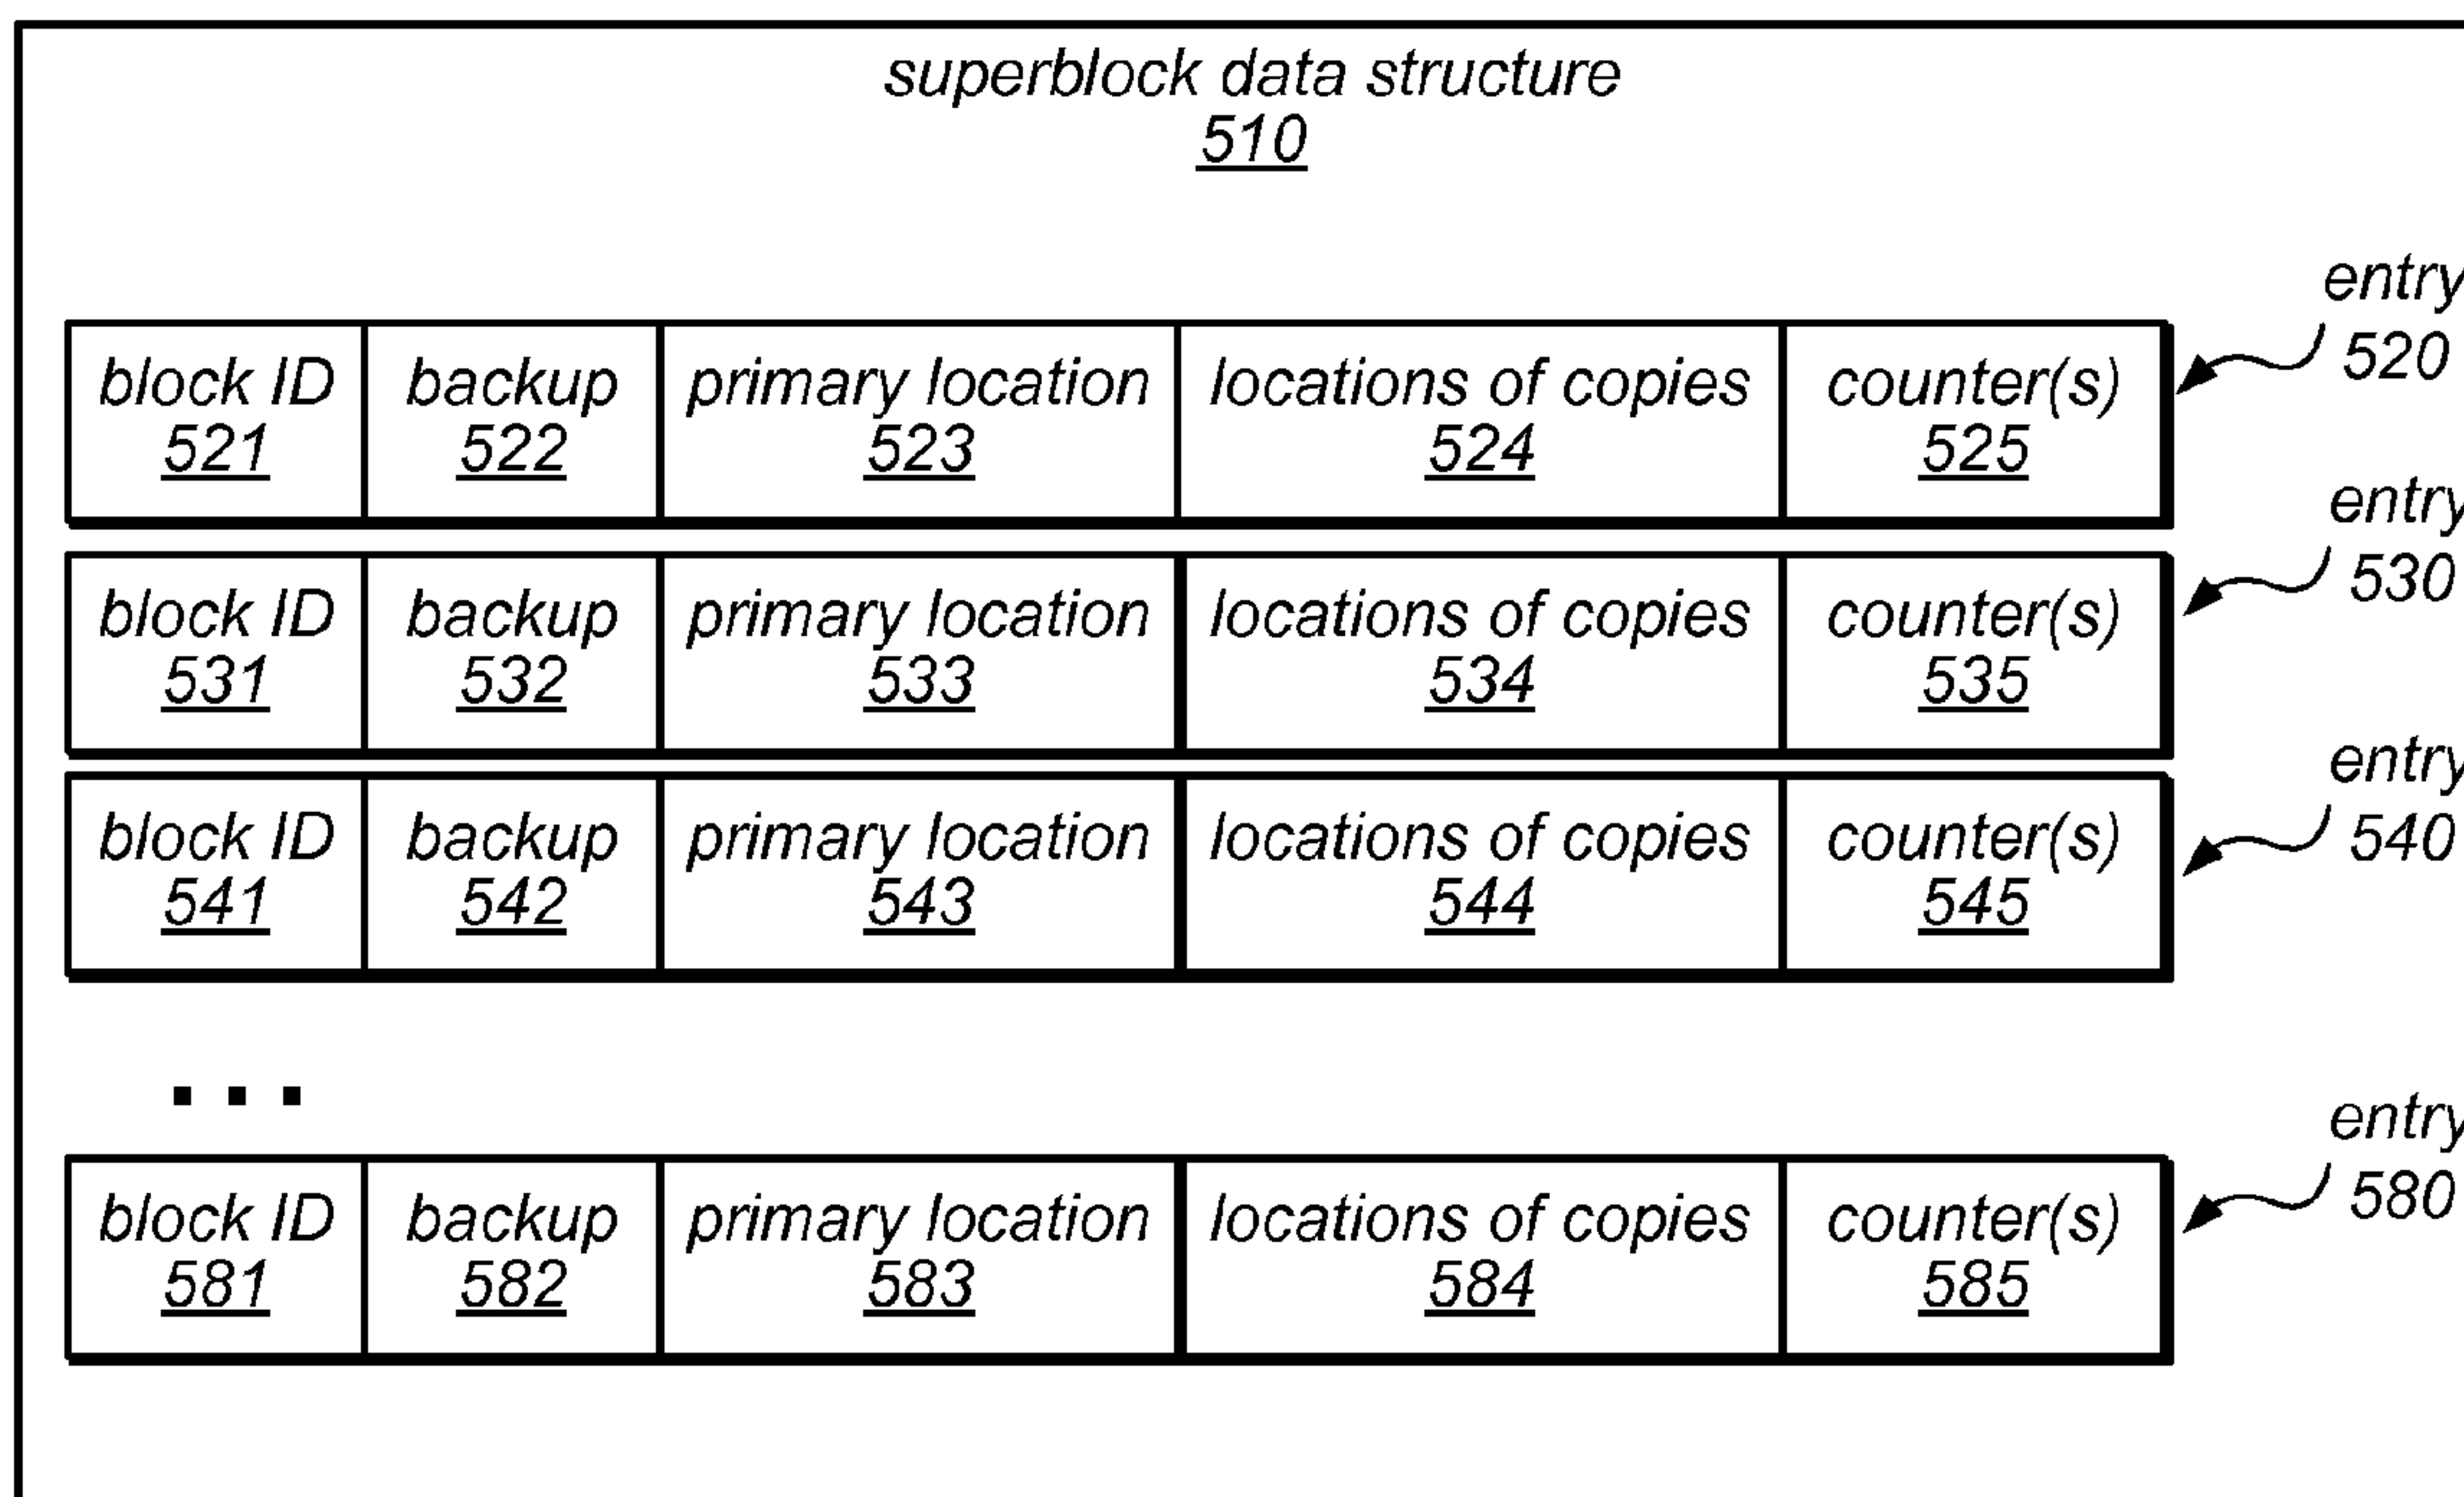 superblock data structure
510
entry
520
block ID backup primary location locations of copies counter(s)
521 522 523 524 525
entry
530
block ID backup primary location locations of copies counter(s)
531 532 533 534 535
entry
540
block ID backup primary location locations of copies counter(s)
541 542 543 544 545
...
entry
580
block ID backup primary location locations of copies counter(s)
581 582 583 584 585